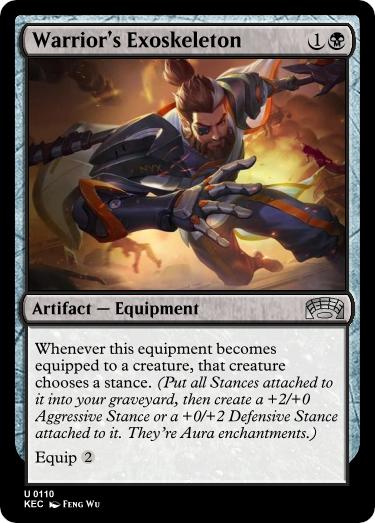 Warrior's Exoskeleton 1
Artifact — Equipment
Whenever this equipment becomes
equipped to a creature, that creature
chooses a stance. (Put all Stances attached to
it into your graveyard, then create a +2/+0
Aggressive Stance or a +0/+2 Defensive Stance
attached to it. They're Aura enchantments.)
Equip 2
U 0110
KEC Feng Wu